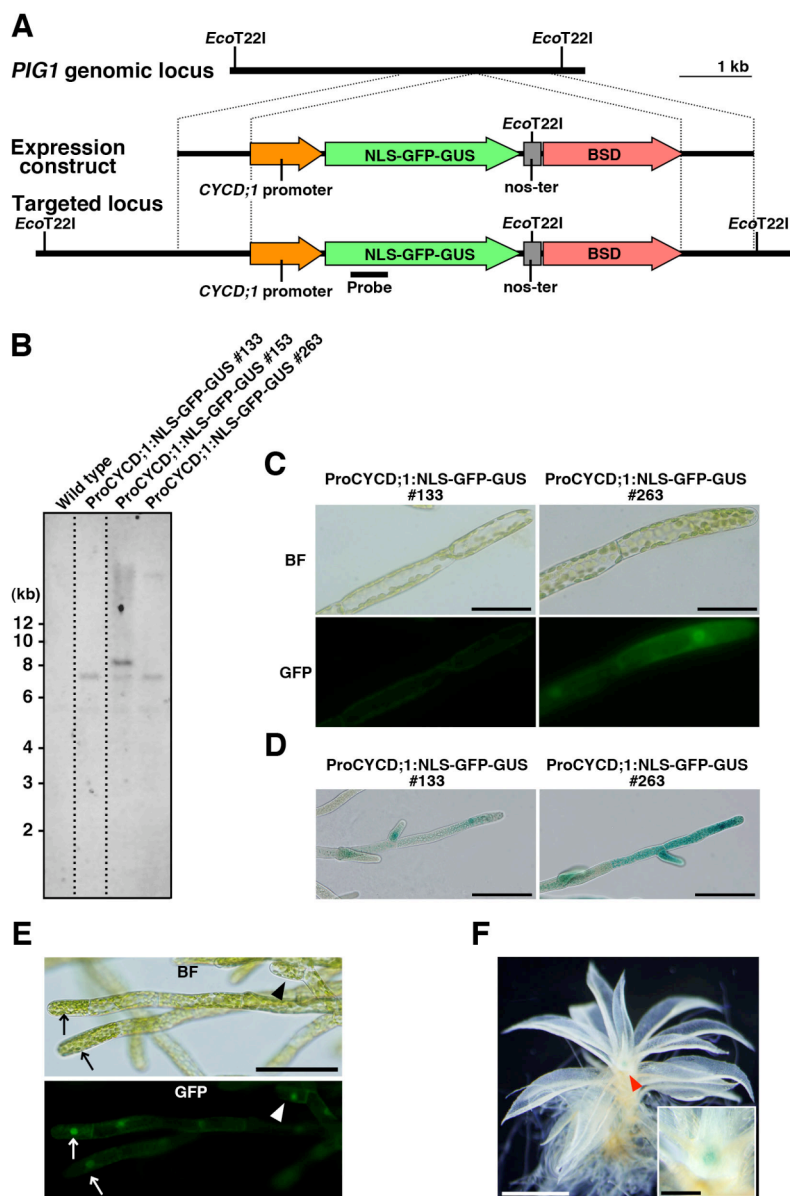 A
EcoT22I EcoT22I
PIG1 genomic locus
1 kb
EcoT22I
Expression construct
NLS-GFP-GUS BSD
CYCD;1 promoter nos-ter
Targeted locus
EcoT22I EcoT22I EcoT22I
NLS-GFP-GUS BSD
Probe
CYCD;1 promoter nos-ter
B
Wild type
ProCYCD;1:NLS-GFP-GUS #133
ProCYCD;1:NLS-GFP-GUS #153
ProCYCD;1:NLS-GFP-GUS #263
(kb)
12
10
8
6
4
3
2
C
ProCYCD;1:NLS-GFP-GUS #133
ProCYCD;1:NLS-GFP-GUS #263
BF
GFP
D
ProCYCD;1:NLS-GFP-GUS #133
ProCYCD;1:NLS-GFP-GUS #263
E
BF
GFP
F